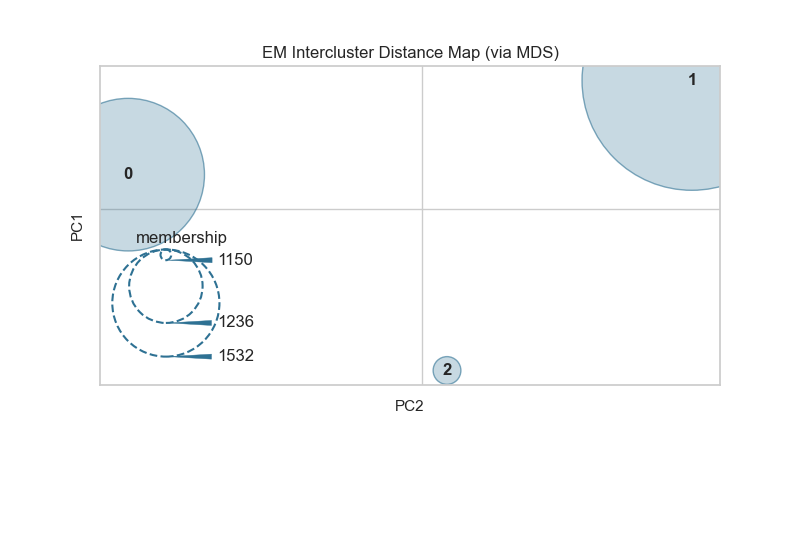 EM Intercluster Distance Map (via MDS)
1
0
PC1
membership
1150
1236
1532
2
PC2